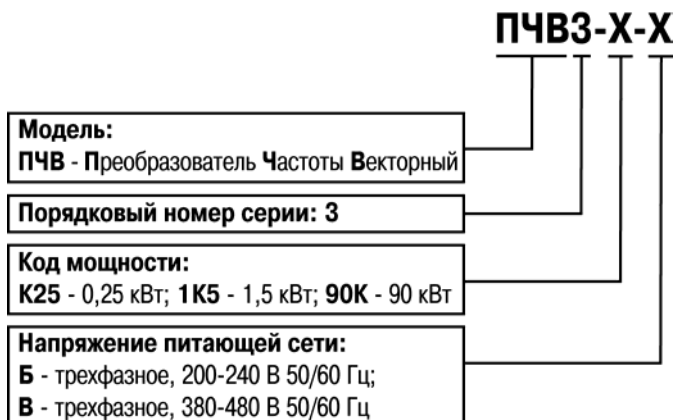 ПЧВ3-Х-Х
Модель:
ПЧВ - Преобразователь Частоты Векторный
Порядковый номер серии: 3
Код мощности:
К25 - 0,25 кВт; 1К5 - 1,5 кВт; 90К - 90 кВт
Напряжение питающей сети:
Б - трехфазное, 200-240 В 50/60 Гц;
В - трехфазное, 380-480 В 50/60 Гц